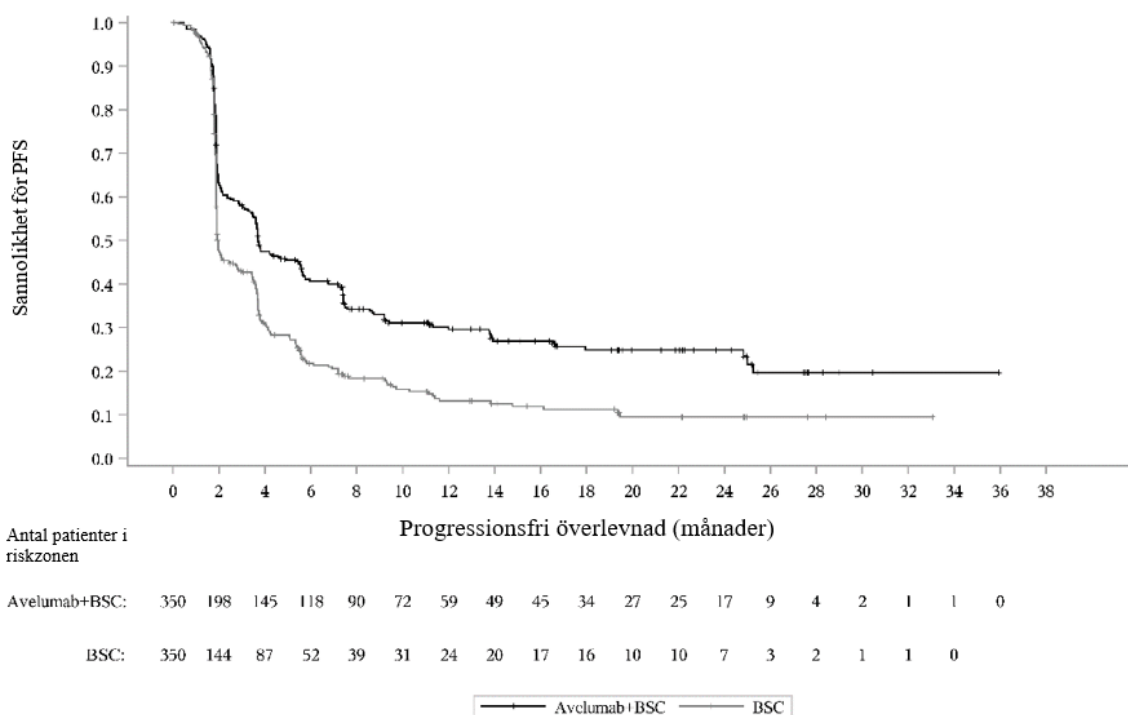 1.0
0.9
0.8
0.7
0.6
0.5
0.4
0.3
0.2
0.1
0.0
Sannolikhet för PFS
0 2 4 6 8 10 12 14 16 18 20 22 24 26 28 30 32 34 36 38
Progressionsfri överlevnad (månader)
Antal patienter i
riskzonen
Avelumab+BSC: 350 198 145 118 90 72 59 49 45 34 27 25 17 9 4 2 1 1 0
BSC: 350 144 87 52 39 31 24 20 17 16 10 10 7 3 2 1 1 0
Avelumab+BSC BSC